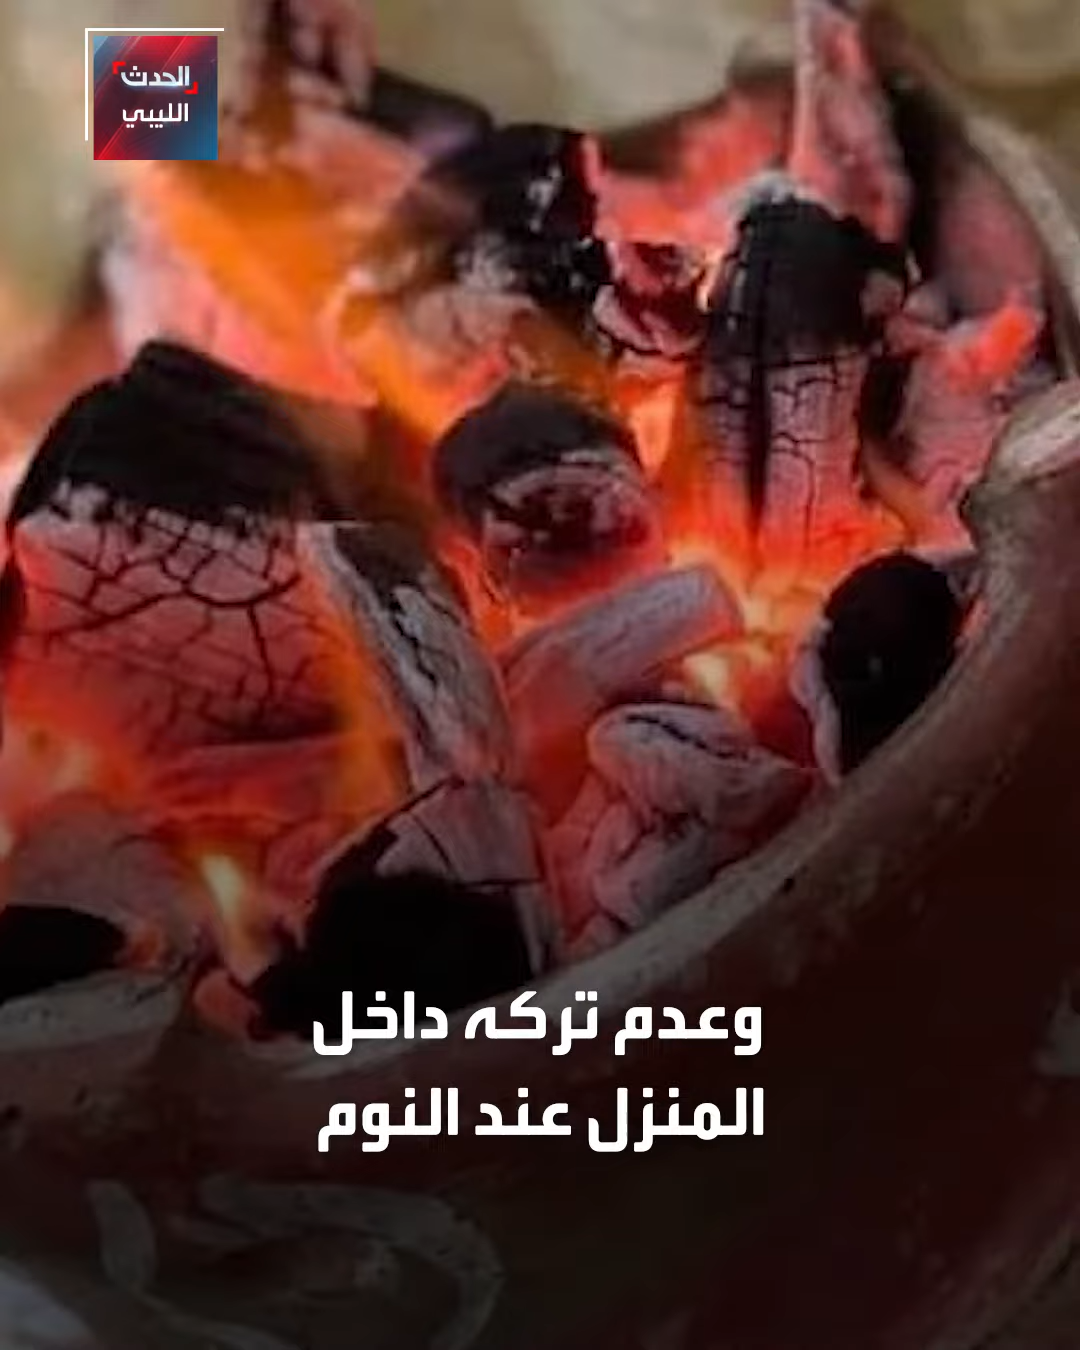 الحدث
الليبي
وعدم تركه داخل
المنزل عند النوم